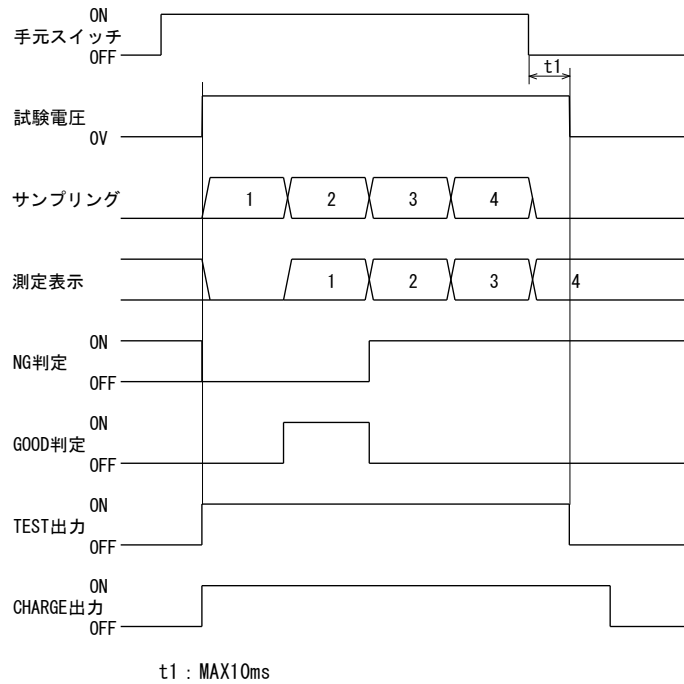 ON
手元スイッチ
OFF
t1
試験電圧
0V
サンプリング 1 2 3 4
測定表示 1 2 3 4
ON
NG判定
OFF
ON
GOOD判定
OFF
ON
TEST出力
OFF
ON
CHARGE出力
OFF
t1：MAX10ms